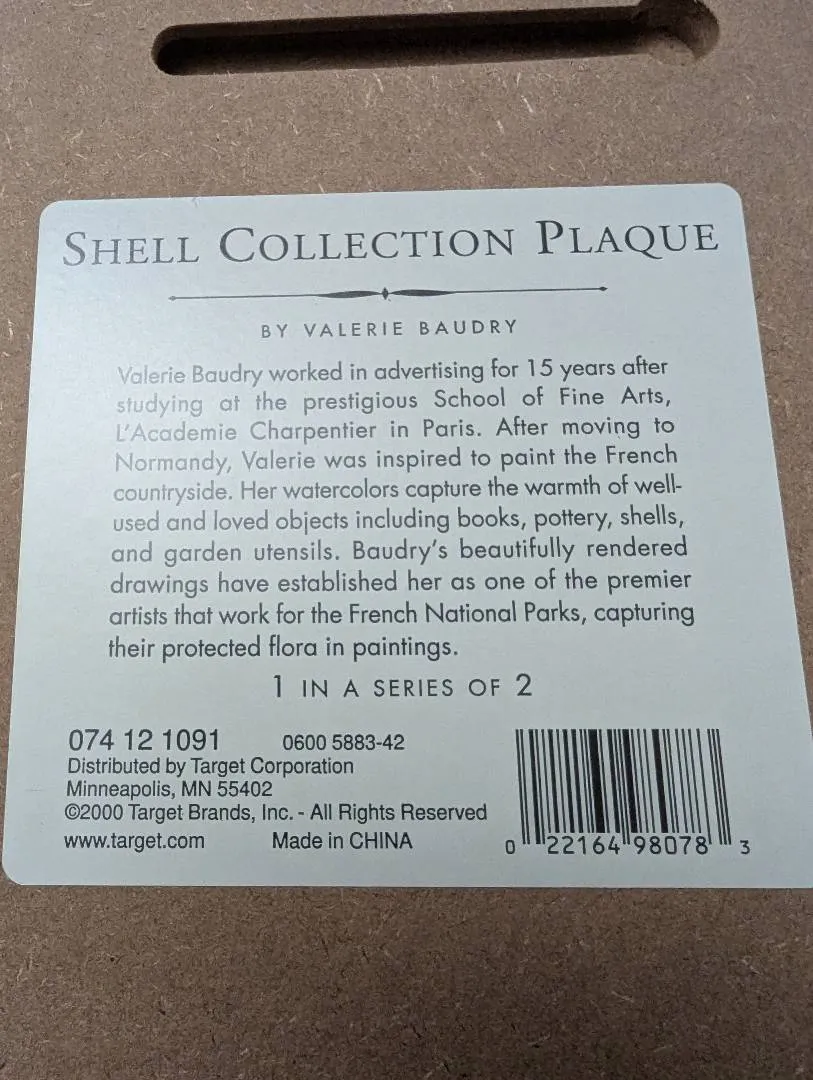 SHELL COLLECTION PLAQUE
BY VALERIE BAUDRY
Valerie Baudry worked in advertising for 15 years after
studying at the prestigious School of Fine Arts,
L'Academie Charpentier in Paris. After moving to
Normandy, Valerie was inspired to paint the French
countryside. Her watercolors capture the warmth of well-
used and loved objects including books, pottery, shells,
and garden utensils. Baudry's beautifully rendered
drawings have established her as one of the premier
artists that work for the French National Parks, capturing
their protected flora in paintings.
1 IN A SERIES OF 2
074 12 1091 0600 5883-42
Distributed by Target Corporation
Minneapolis, MN 55402
©2000 Target Brands, Inc. - All Rights Reserved
www.target.com Made in CHINA
0 22164 98078 3